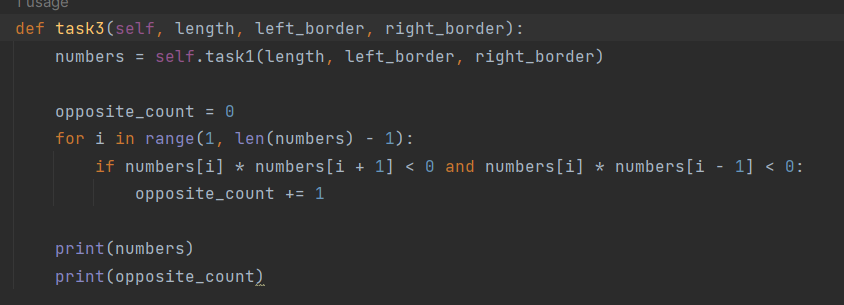 1 usage
def task3(self, length, left_border, right_border):
    numbers = self.task1(length, left_border, right_border)
    opposite_count = 0
    for i in range(1, len(numbers) - 1):
        if numbers[i] * numbers[i + 1] < 0 and numbers[i] * numbers[i - 1] < 0:
            opposite_count += 1
    print(numbers)
    print(opposite_count)